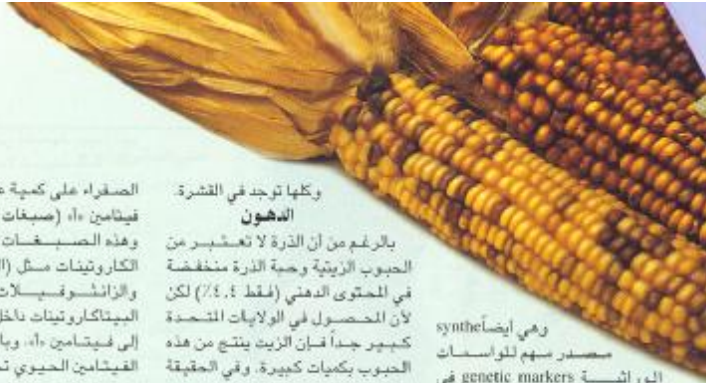 وهي أيضاًsynthe
مصدر مهم للواسمات
الوراثيــة genetic markers في
وكلها توجد في القشرة.
الدهون
بالرغم من أن الذرة لا تعتبر من
الحبوب الزيتية وحبة الذرة منخفضة
في المحتوى الدهني (فقط ٤,٤٪) لكن
لأن المحصول في الولايات المتحدة
كبير جداً فإن الزيت ينتج من هذه
الحبوب بكميات كبيرة. وفي الحقيقة
الصفراء على كمية
فيتامين «أ» (صبغات
وهذه الصبغات
الكاروتينات مثل
والزانثوفيلات
البيتاكاروتينات داخل
إلى فيتامين «أ».
الفيتامين الحيوي